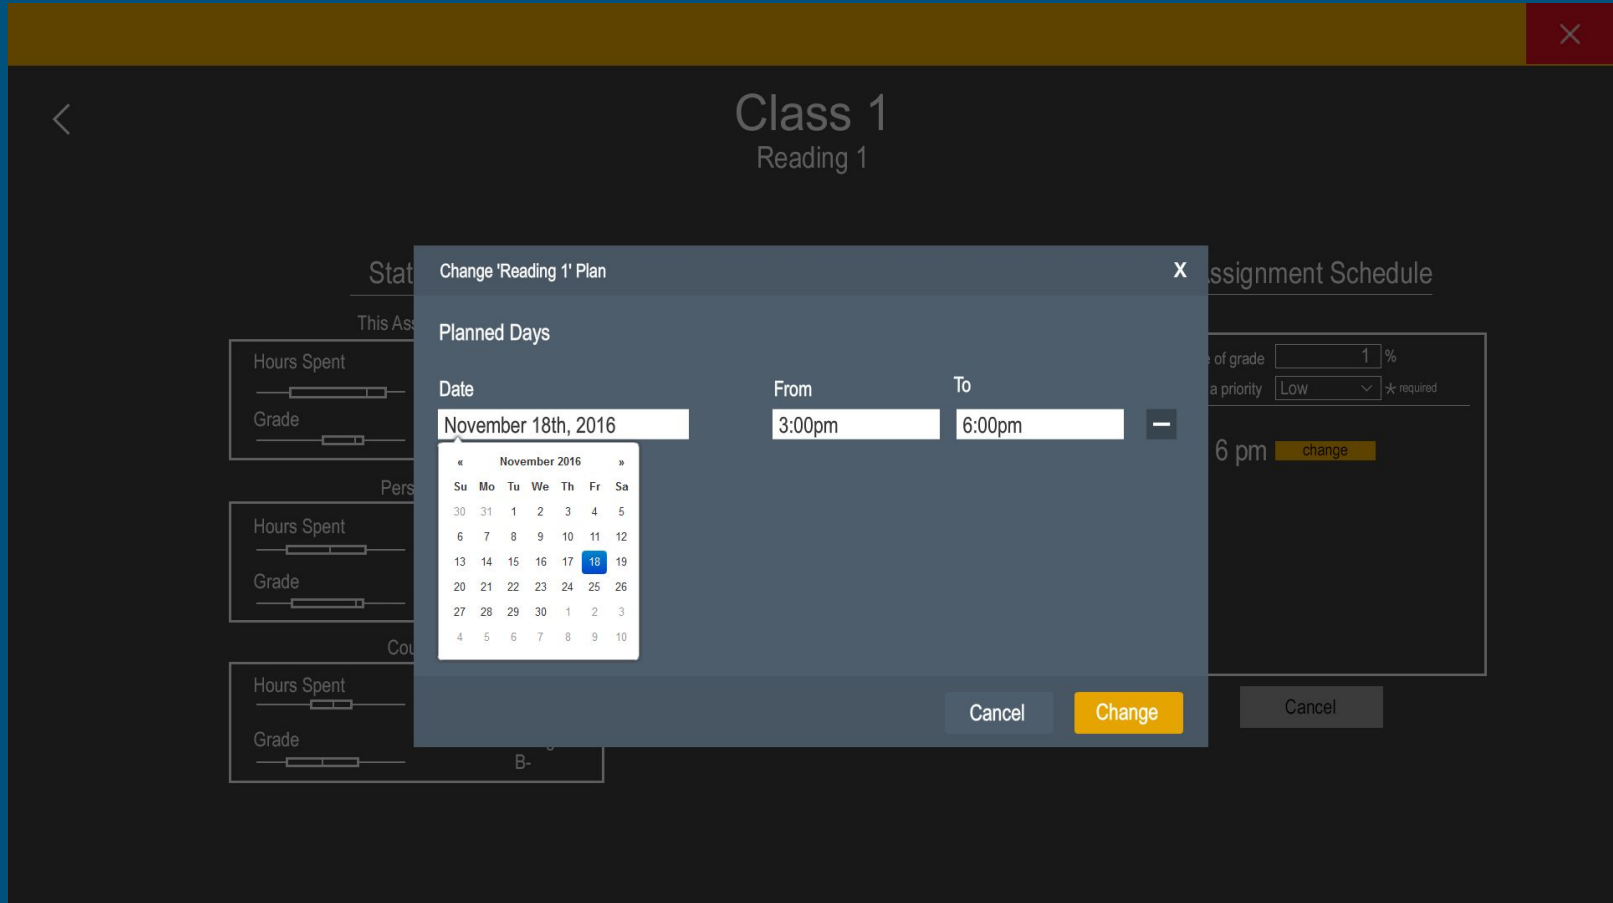 Class 1
Reading 1
Stat
ssignment Schedule
Change 'Reading 1' Plan X
This Ass
Hours Spent
Grade
of grade 1 %
a priority Low * required
6 pm change
Planned Days
Date From To
November 18th, 2016 3:00pm 6:00pm
« November 2016 »
Su Mo Tu We Th Fr Sa
30 31 1 2 3 4 5
6 7 8 9 10 11 12
13 14 15 16 17 18 19
20 21 22 23 24 25 26
27 28 29 30 1 2 3
4 5 6 7 8 9 10
Pers
Hours Spent
Grade
Cou
Hours Spent
Grade
B-
Cancel Change
Cancel